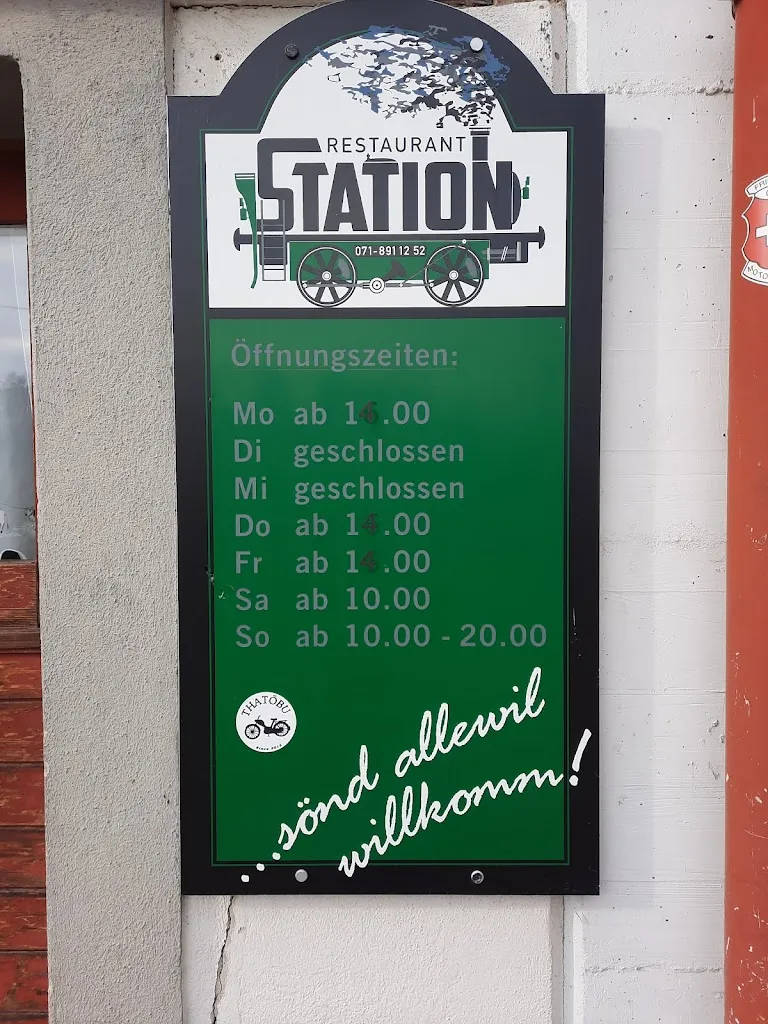 RESTAURANT
STATION
071-891 12 52
Öffnungszeiten:
Mo ab 16.00
Di geschlossen
Mi geschlossen
Do ab 14.00
Fr ab 14.00
Sa ab 10.00
So ab 10.00 - 20.00
THATÖBU
...sönd allewil
willkomm!